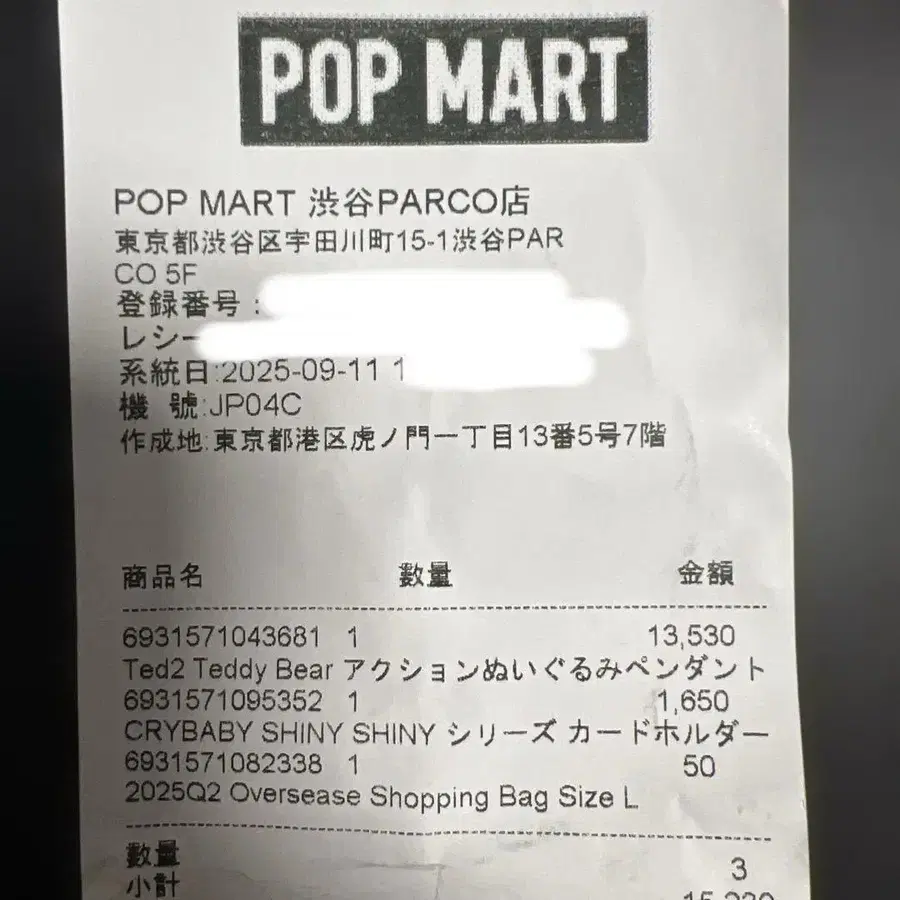 POP MART
POP MART 渋谷PARCO店
東京都渋谷区宇田川町15-1渋谷PAR
CO 5F
登録番号:
レシー
系統日:2025-09-11 1
機 號:JP04C
作成地:東京都港区虎ノ門一丁目13番5号7階
商品名 數量 金額
6931571043681 1 13,530
Ted2 Teddy Bear アクションぬいぐるみペンダント
6931571095352 1 1,650
CRYBABY SHINY SHINY シリーズ カードホルダー
6931571082338 1 50
2025Q2 Oversease Shopping Bag Size L
數量 3
小計